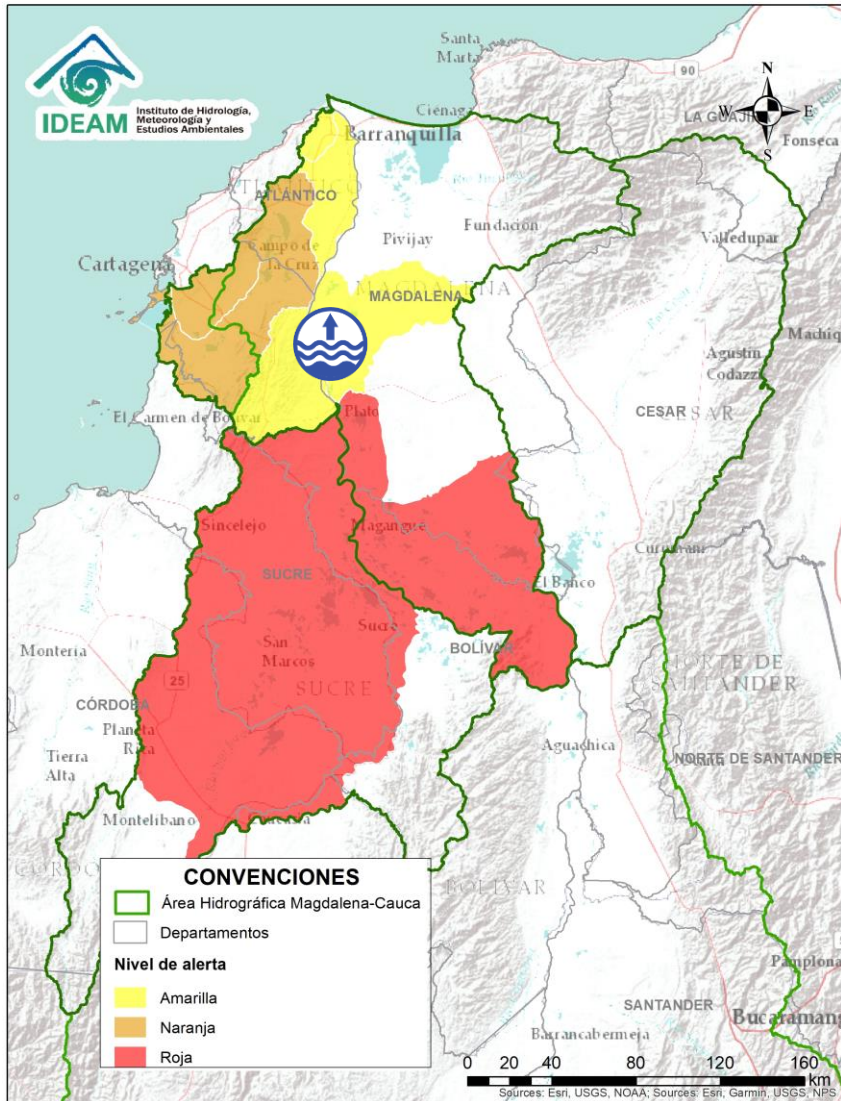 IDEAM
Instituto de Hidrología,
Meteorología y
Estudios Ambientales
Santa
Marta
90
N
W
E
S
Ciénaga
LA GUAJIRA
Fonseca
Barranquilla
ATLÁNTICO
Pivijay
Fundación
Valledupar
Cartagena
Campo de
la Cruz
MAGDALENA
MAGDALENA
Agustín
Codazzi
El Carmen de Bolívar
Plato
CESAR
CESAR
Sincelejo
Magangué
Curumaní
SUCRE
El Banco
Sucre
Montería
San
Marcos
BOLÍVAR
NORTE DE
SANTANDER
25
SUCRE
CÓRDOBA
Planeta
Rica
Aguachica
Tierra
Alta
NORTE DE SANTANDER
Montelíbano
BOLÍVAR
CONVENCIONES
Área Hidrográfica Magdalena-Cauca
Departamentos
Nivel de alerta
Amarilla
Naranja
Roja
Pamplona
SANTANDER
Barrancabermeja
0 20 40 80 120 160
km
Sources: Esri, USGS, NOAA; Sources: Esri, Garmin, USGS, NPS